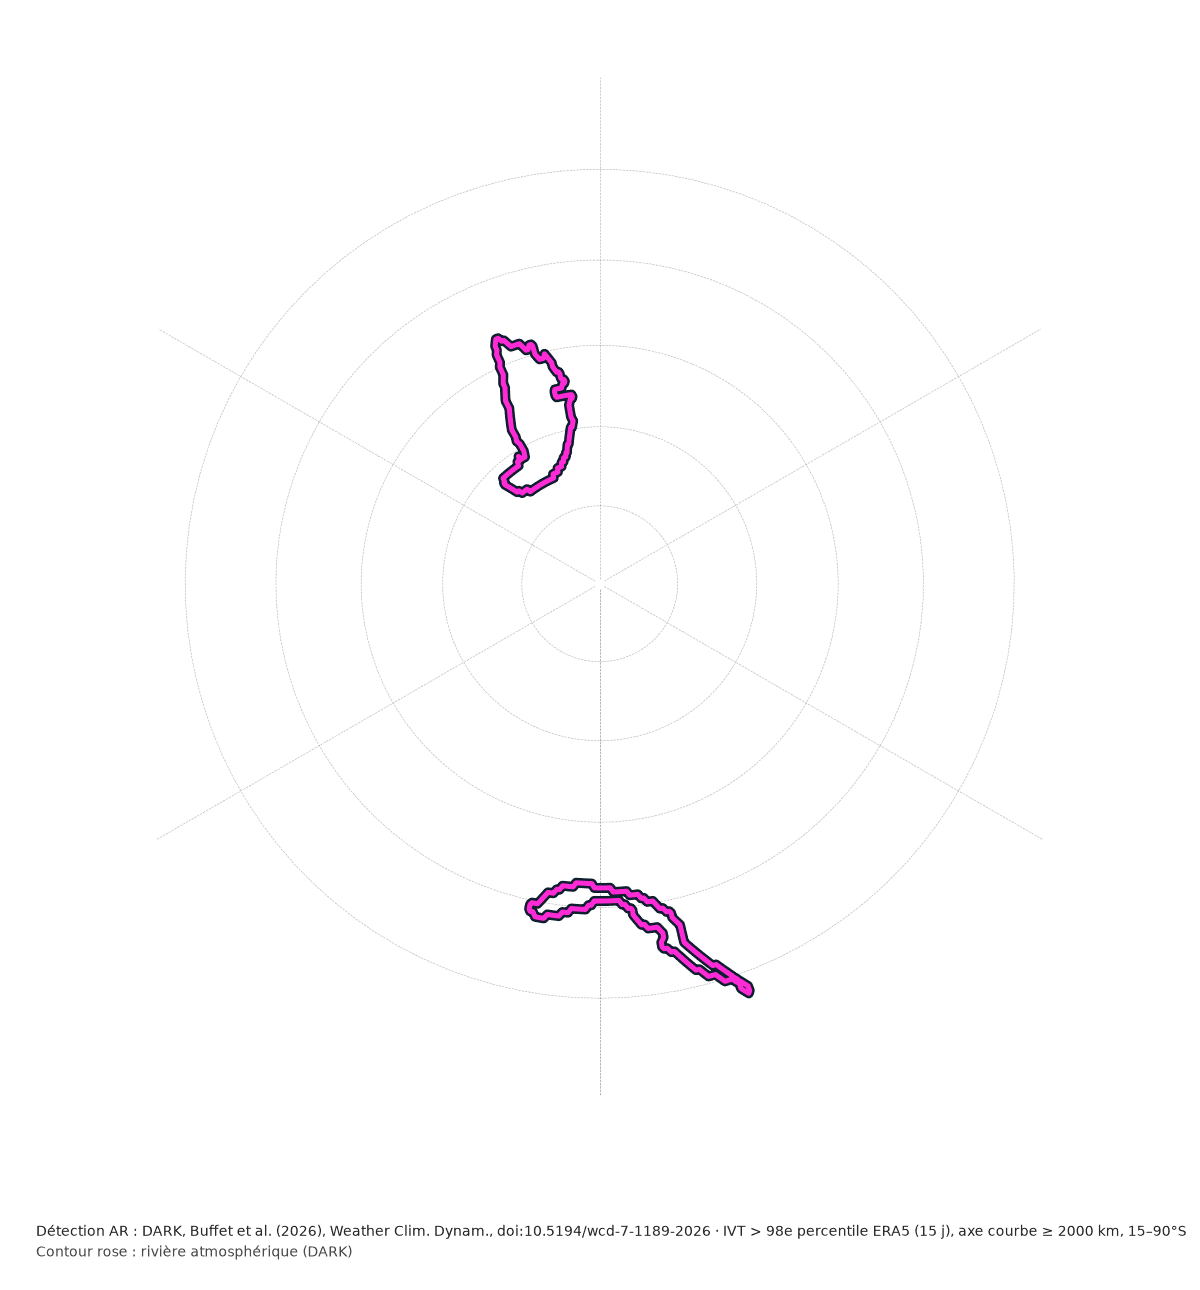 Détection AR : DARK, Buffet et al. (2026), Weather Clim. Dynam., doi:10.5194/wcd-7-1189-2026 · IVT > 98e percentile ERA5 (15 j), axe courbe ≥ 2000 km, 15–90°S
Contour rose : rivière atmosphérique (DARK)